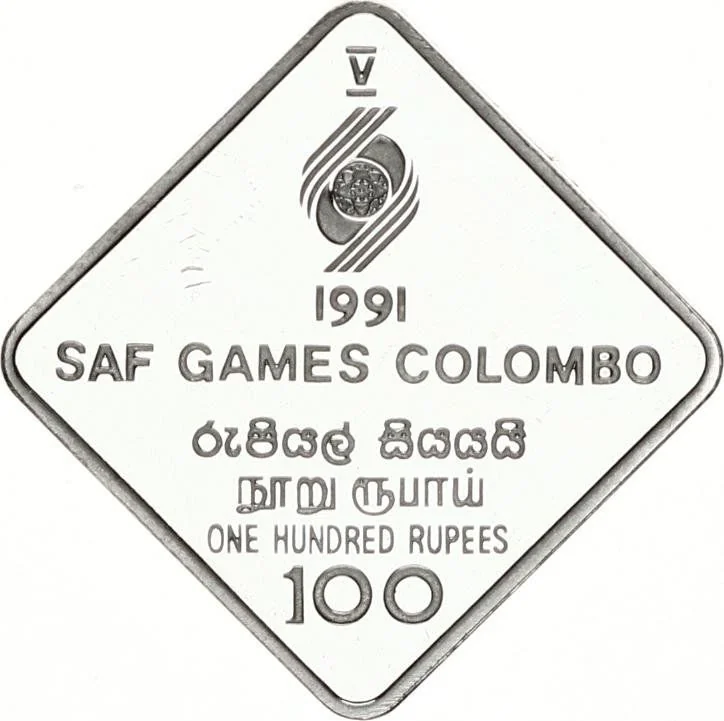 V
1991
SAF GAMES COLOMBO
රුපියල් සියයයි
நூறு ரூபாய்
ONE HUNDRED RUPEES
100